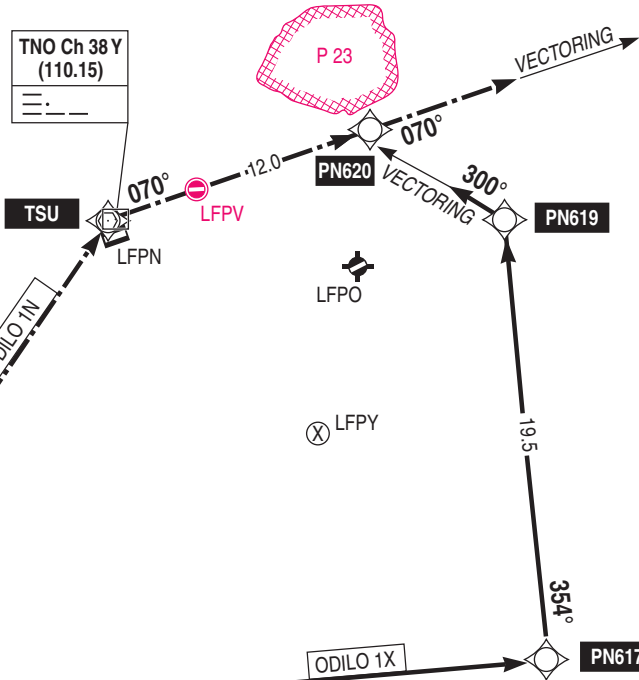 TNO Ch 38 Y
(110.15)
P 23
VECTORING
070°
PN620
12.0
070°
VECTORING
300°
PN619
TSU
LFPV
LFPN
LFPO
ODILO 1N
LFPY
19.5
354°
ODILO 1X
PN617